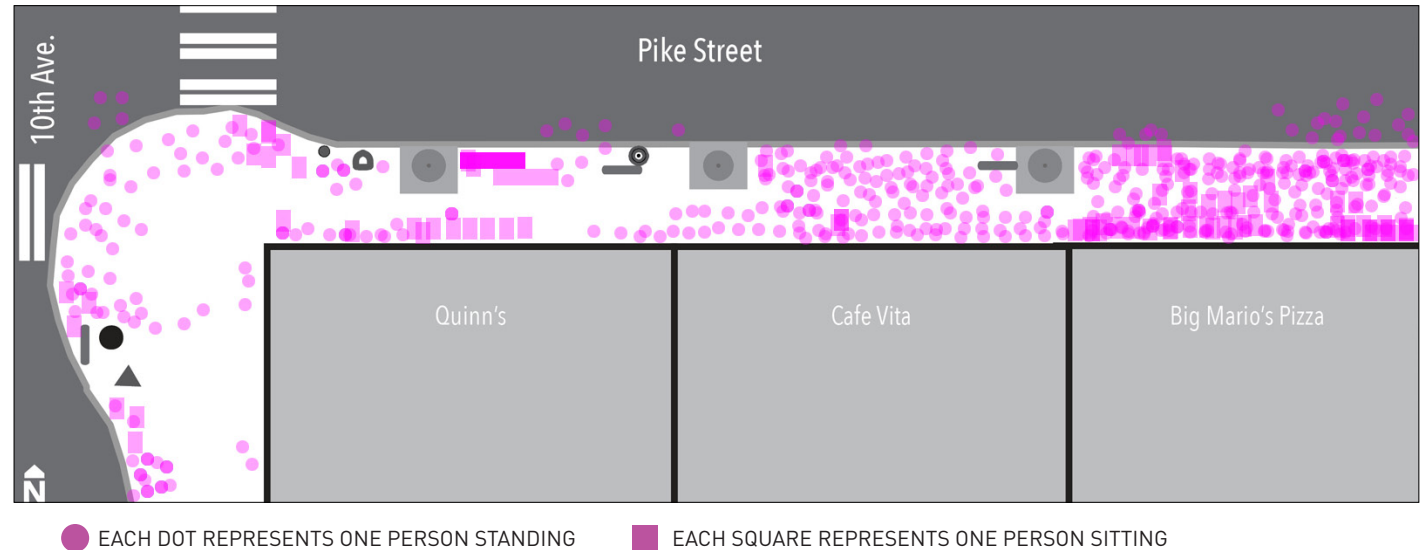 Pike Street
10th Ave.
Quinn's
Cafe Vita
Big Mario's Pizza
N
EACH DOT REPRESENTS ONE PERSON STANDING
EACH SQUARE REPRESENTS ONE PERSON SITTING